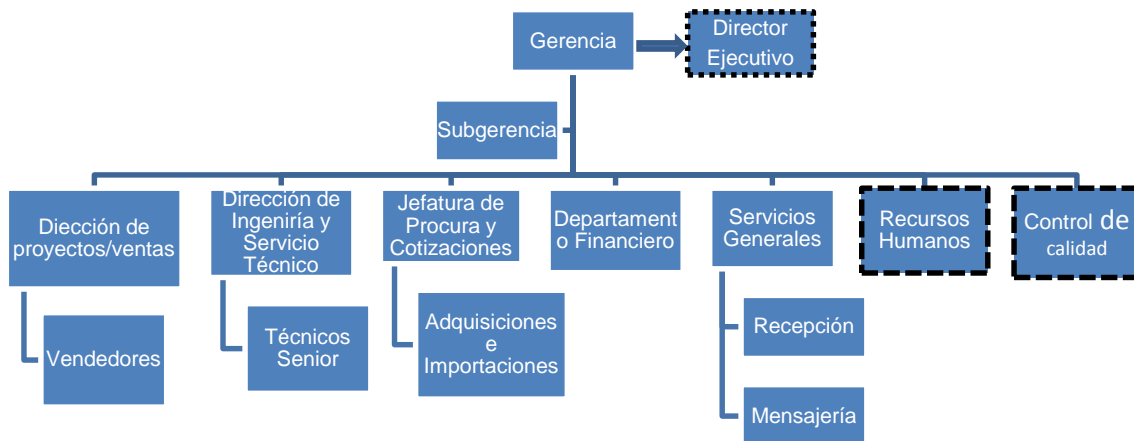 Gerencia
Director
Ejecutivo
Subgerencia
Diección de
proyectos/ventas
Dirección de
Ingeniría y
Servicio
Técnico
Jefatura de
Procura y
Cotizaciones
Departament
o Financiero
Servicios
Generales
Recursos
Humanos
Control de
calidad
Vendedores
Técnicos
Senior
Adquisiciones
e
Importaciones
Recepción
Mensajería